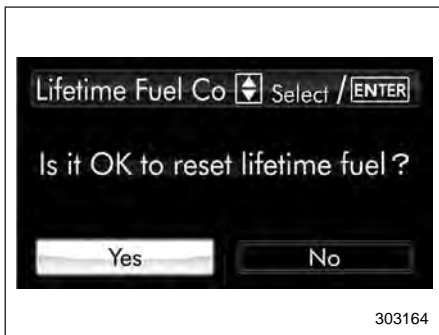 Lifetime Fuel Co Select / ENTER
Is it OK to reset lifetime fuel ?
Yes No
303164